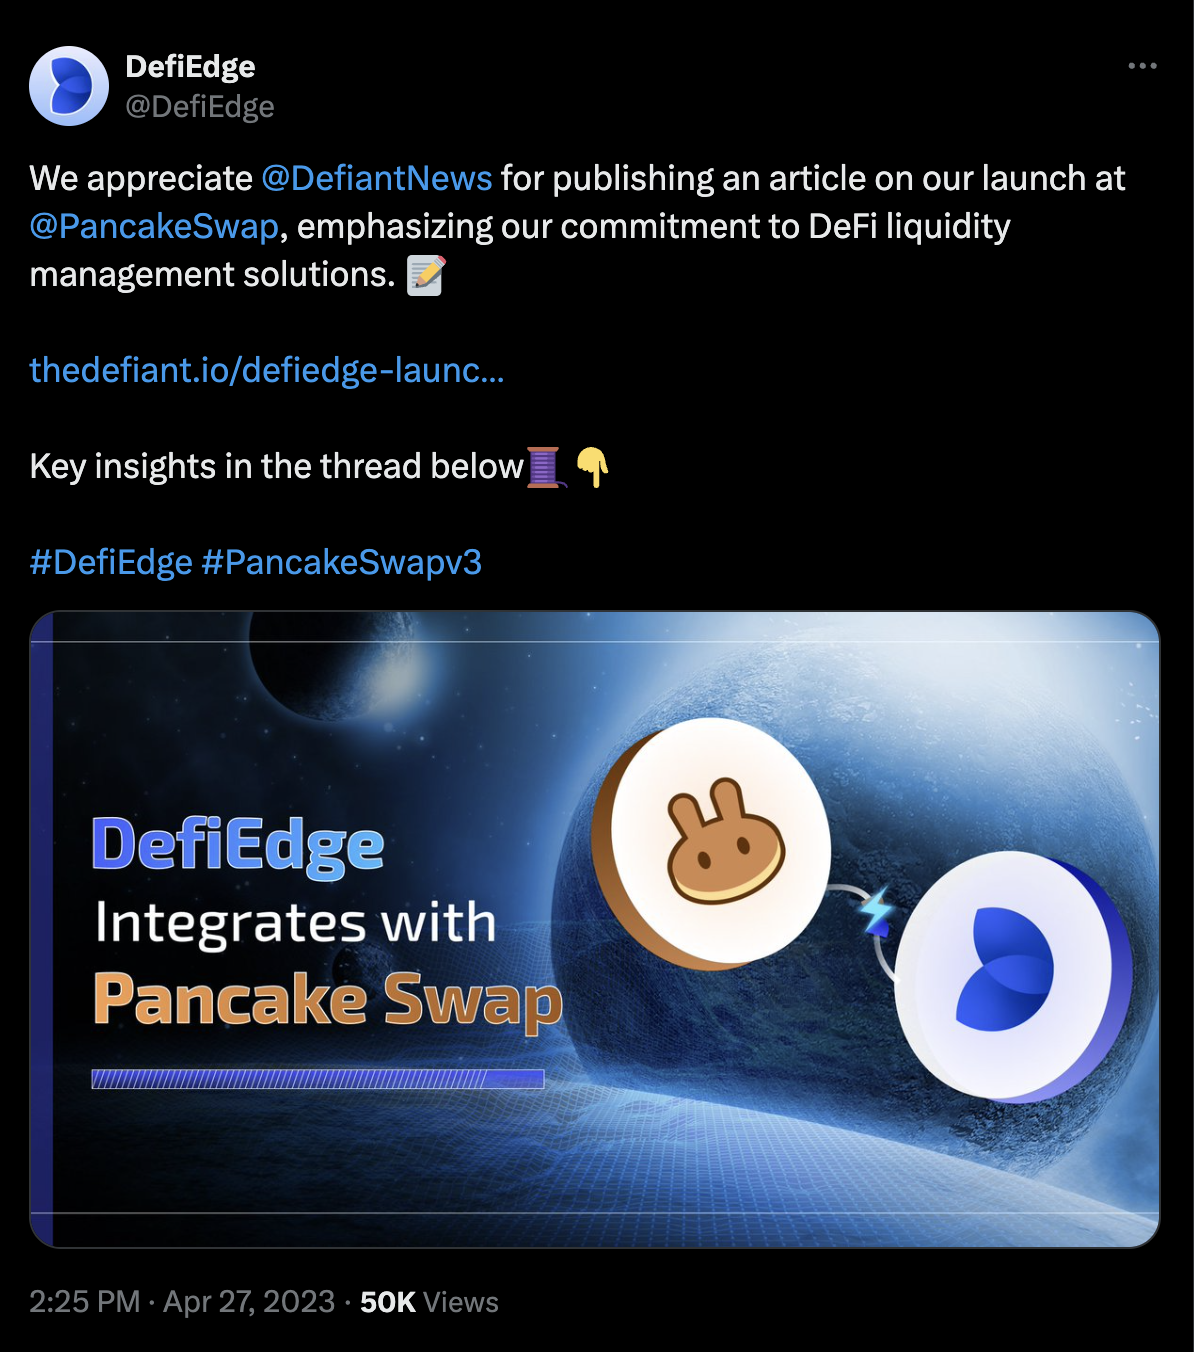 DefiEdge
@DefiEdge
We appreciate @DefiantNews for publishing an article on our launch at
@PancakeSwap, emphasizing our commitment to DeFi liquidity
management solutions. 📝
thedefiant.io/defiedge-launc...
Key insights in the thread below🧵👇
#DefiEdge #PancakeSwapv3
DefiEdge
Integrates with
Pancake Swap
2:25 PM · Apr 27, 2023 · 50K Views